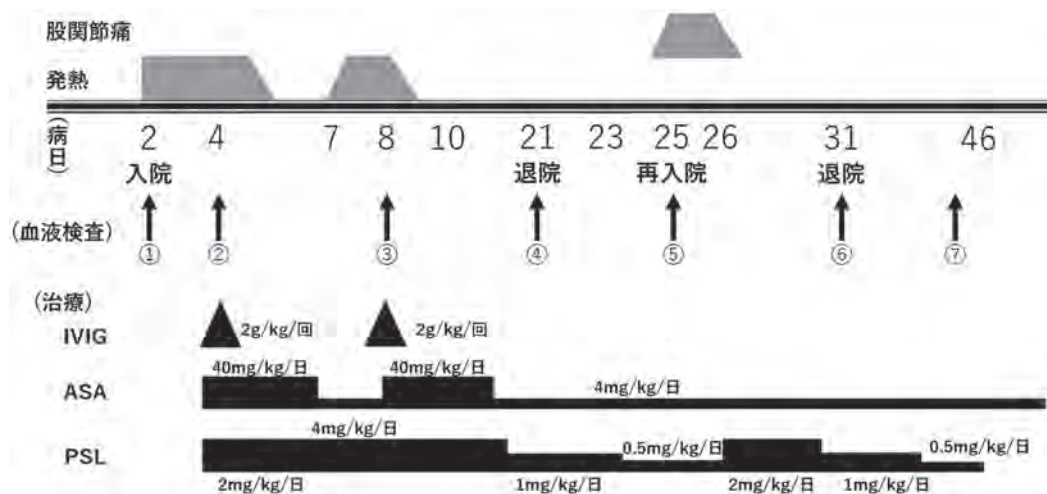 股関節痛
発熱
(病日)
2 4 7 8 10 21 23 25 26 31 46
入院 退院 再入院 退院
(血液検査)
① ② ③ ④ ⑤ ⑥ ⑦
(治療)
IVIG 2g/kg/回 2g/kg/回
40mg/kg/日 40mg/kg/日
ASA 4mg/kg/日
4mg/kg/日
PSL 0.5mg/kg/日 0.5mg/kg/日
2mg/kg/日 1mg/kg/日 2mg/kg/日 1mg/kg/日